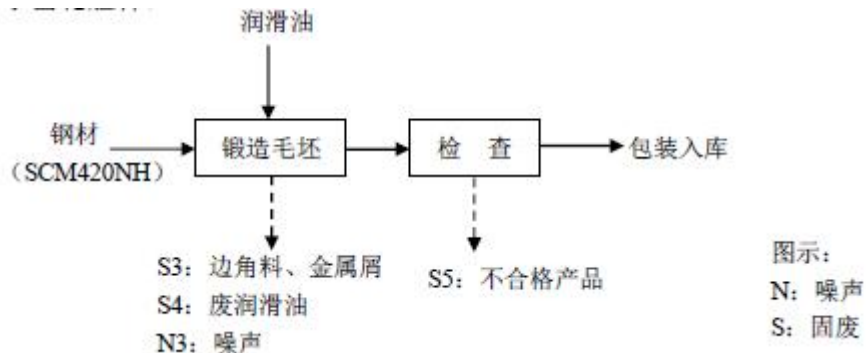 润滑油
钢材
（SCM420NH）
锻造毛坯
检 查
包装入库
S3：边角料、金属屑
S4：废润滑油
N3：噪声
S5：不合格产品
图示：
N：噪声
S：固废